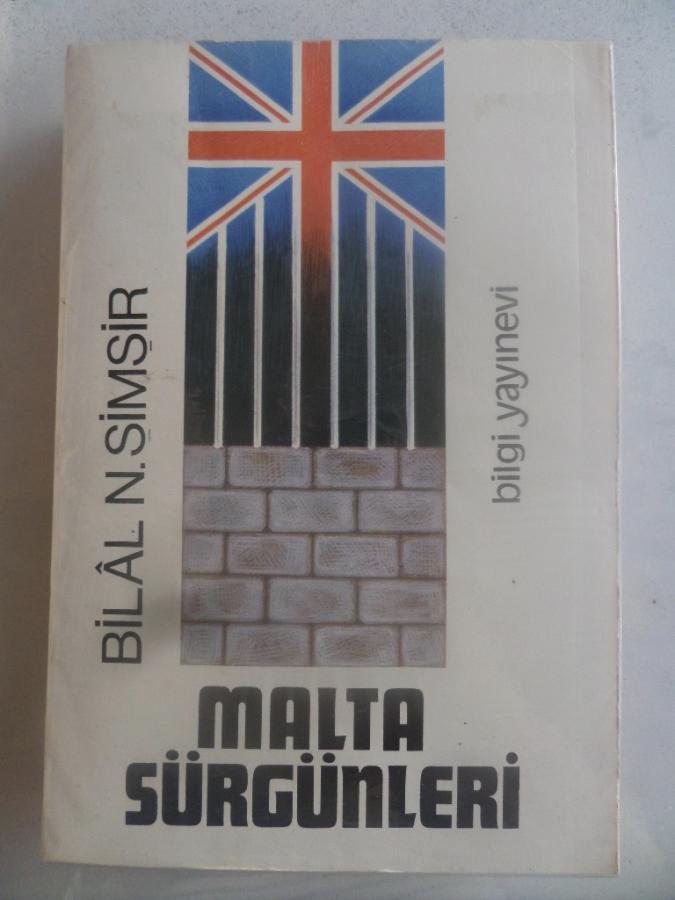 BİLÂL N. ŞİMŞİR
bilgi yayınevi
MALTA
SÜRGÜNLERİ